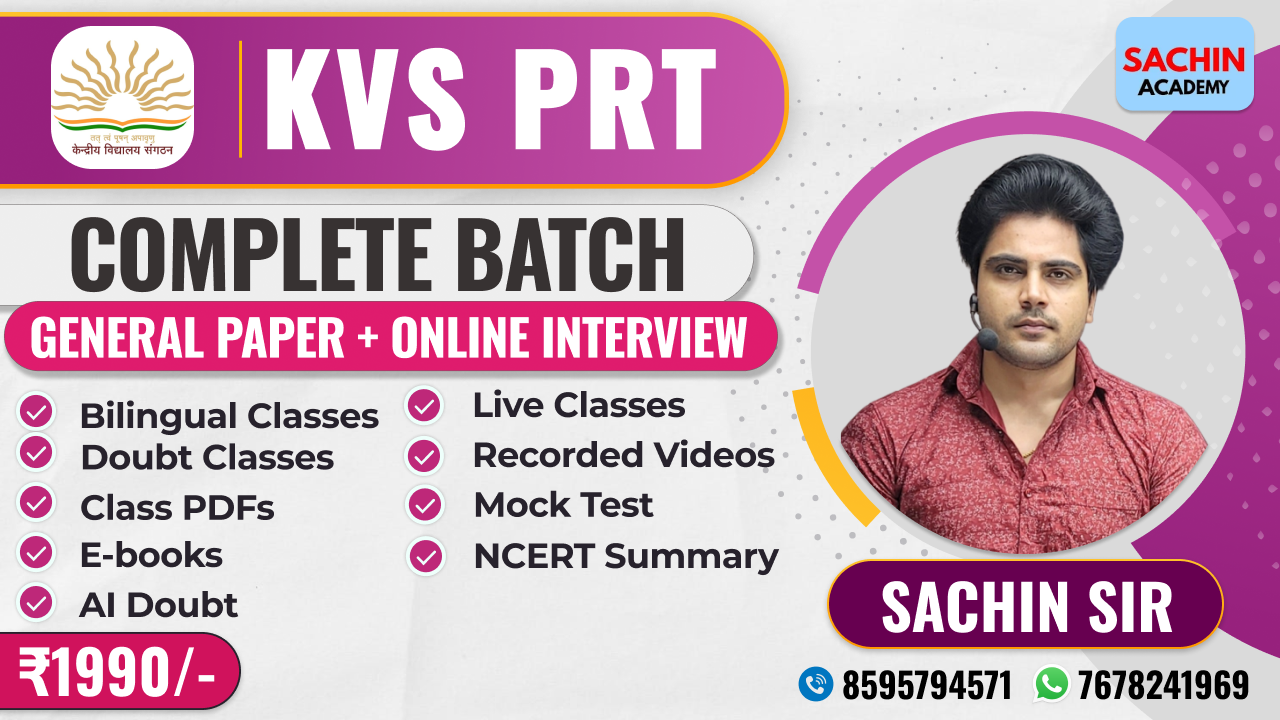 तत् त्वं पूषन् अपावृणु
केन्द्रीय विद्यालय संगठन
KVS PRT
SACHIN
ACADEMY
COMPLETE BATCH
GENERAL PAPER + ONLINE INTERVIEW
Bilingual Classes
Doubt Classes
Class PDFs
E-books
AI Doubt
Live Classes
Recorded Videos
Mock Test
NCERT Summary
₹1990/-
SACHIN SIR
8595794571
7678241969